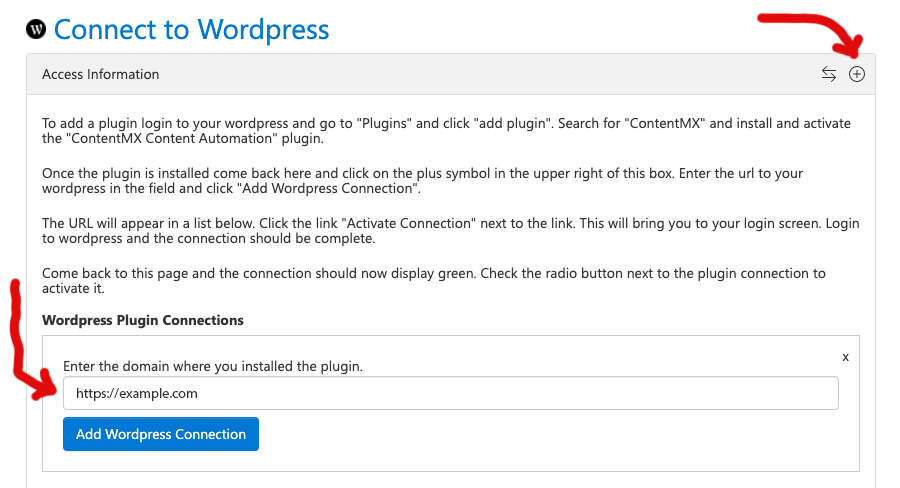 W Connect to Wordpress
Access Information
To add a plugin login to your wordpress and go to "Plugins" and click "add plugin". Search for "ContentMX" and install and activate
the "ContentMX Content Automation" plugin.
Once the plugin is installed come back here and click on the plus symbol in the upper right of this box. Enter the url to your
wordpress in the field and click "Add Wordpress Connection".
The URL will appear in a list below. Click the link "Activate Connection" next to the link. This will bring you to your login screen. Login
to wordpress and the connection should be complete.
Come back to this page and the connection should now display green. Check the radio button next to the plugin connection to
activate it.
Wordpress Plugin Connections
x
Enter the domain where you installed the plugin.
https://example.com
Add Wordpress Connection